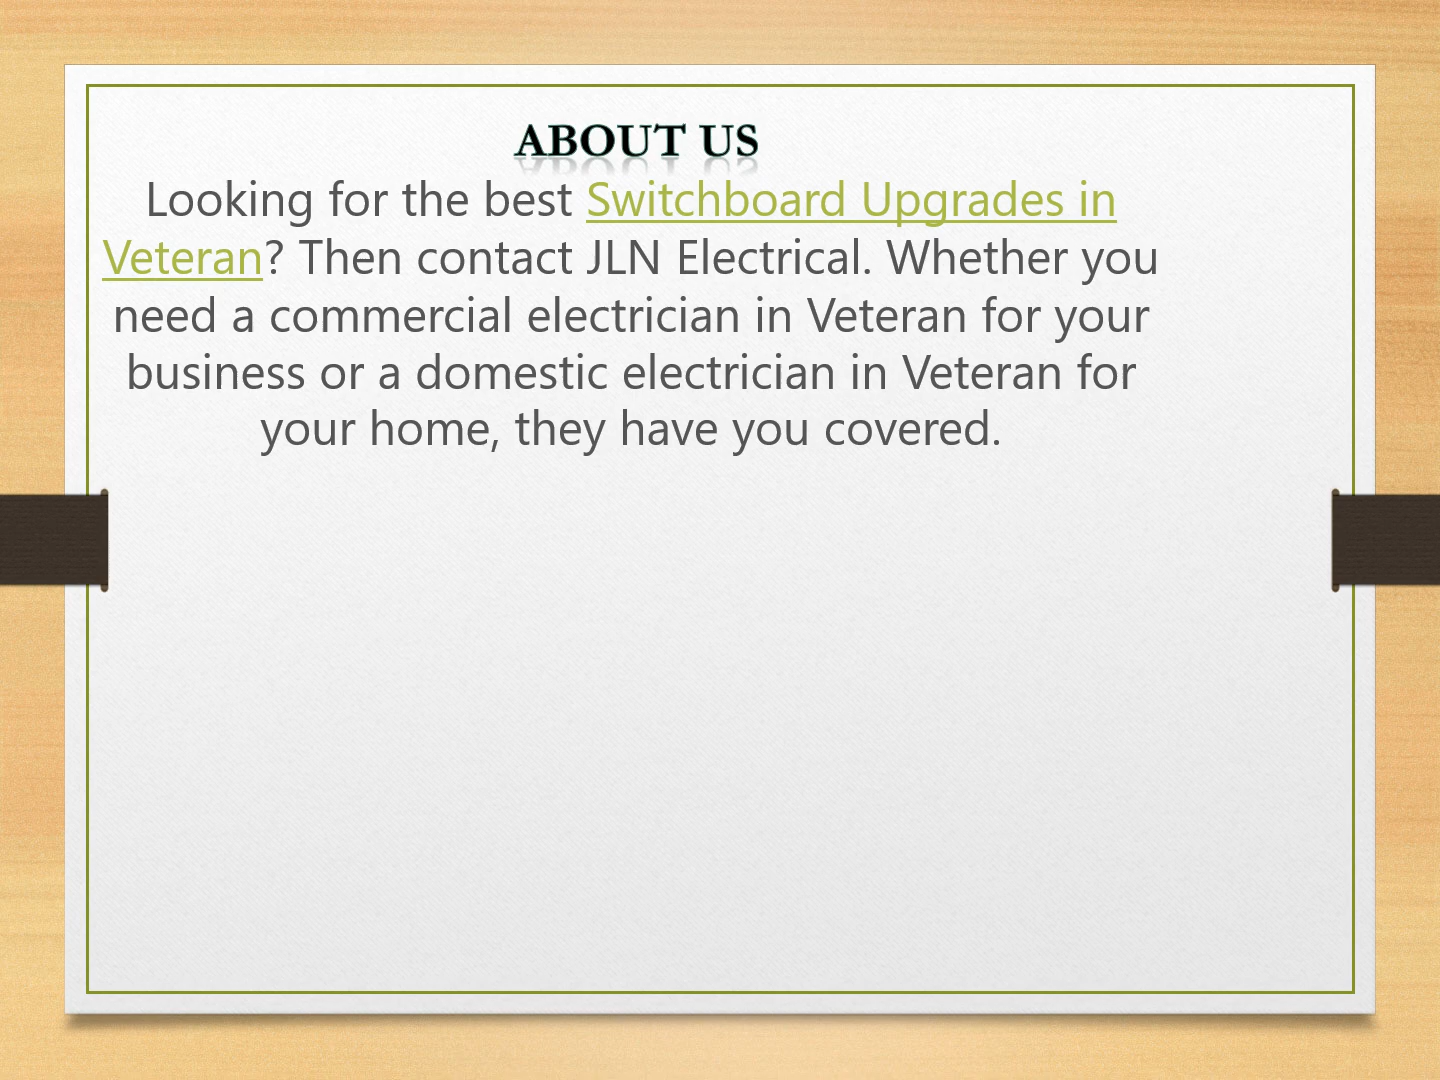 ABOUT US
Looking for the best Switchboard Upgrades in
Veteran? Then contact JLN Electrical. Whether you
need a commercial electrician in Veteran for your
business or a domestic electrician in Veteran for
your home, they have you covered.